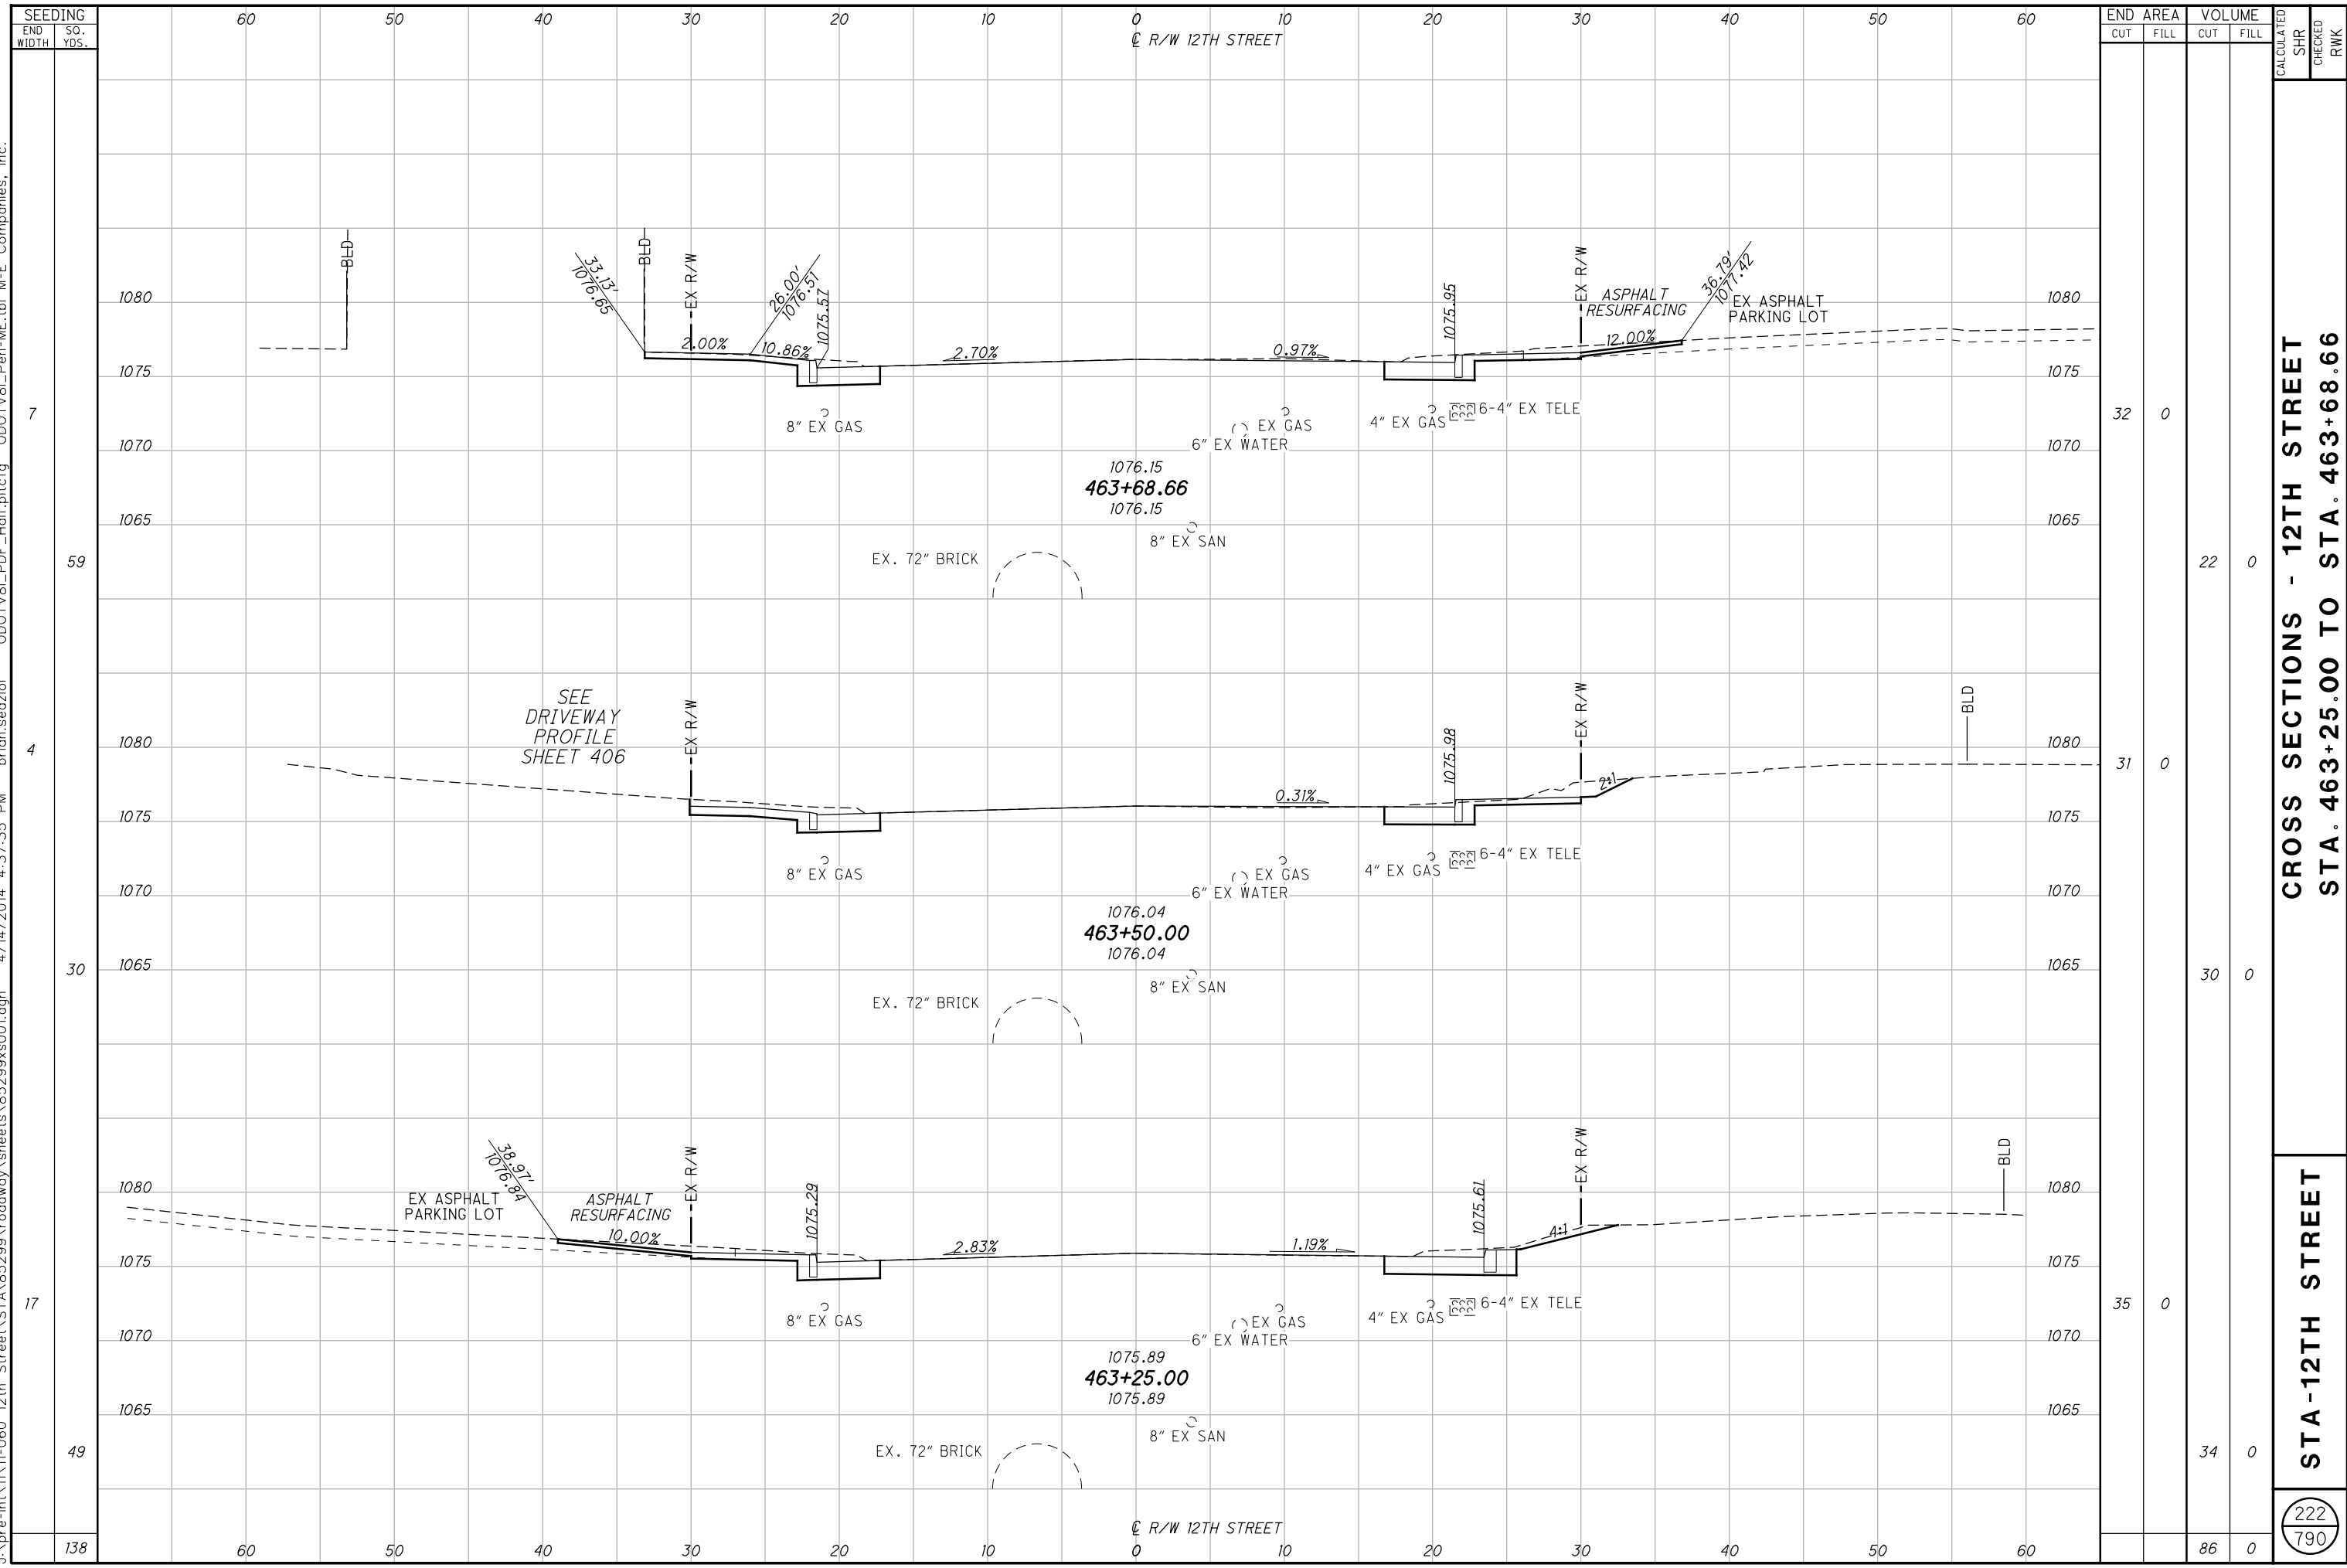 SEEDING
END WIDTH
SQ. YDS.
60 50 40 30 20 10 0 10 20 30 40 50 60
℄ R/W 12TH STREET
END AREA
VOLUME
CUT FILL CUT FILL
CALCULATED
SHR
CHECKED
RWK
BLD
33.13'
1076.65
BLD
EX R/W
26.00'
1076.51
1075.57
1075.95
EX R/W
ASPHALT
RESURFACING
36.79'
1077.42
EX ASPHALT
PARKING LOT
1080
1080
2.00%
10.86%
2.70%
0.97%
12.00%
1075
1075
7
8" EX GAS
EX GAS
6" EX WATER
4" EX GAS
6-4" EX TELE
32 0
1070
1070
1076.15
463+68.66
1076.15
1065
1065
8" EX SAN
EX. 72" BRICK
59
22 0
SEE
DRIVEWAY
PROFILE
SHEET 406
EX R/W
1075.98
EX R/W
BLD
1080
1080
4
31 0
2:1
0.31%
1075
1075
8" EX GAS
EX GAS
6" EX WATER
4" EX GAS
6-4" EX TELE
1070
1070
1076.04
463+50.00
1076.04
1065
1065
30
30 0
8" EX SAN
EX. 72" BRICK
38.97'
1076.84
EX R/W
1075.29
1075.61
EX R/W
BLD
1080
1080
EX ASPHALT
PARKING LOT
ASPHALT
RESURFACING
10.00%
2.83%
1.19%
4:1
1075
1075
17
8" EX GAS
EX GAS
6" EX WATER
4" EX GAS
6-4" EX TELE
35 0
1070
1070
1075.89
463+25.00
1075.89
1065
1065
8" EX SAN
EX. 72" BRICK
49
34 0
℄ R/W 12TH STREET
138
60 50 40 30 20 10 0 10 20 30 40 50 60
86 0
CROSS SECTIONS - 12TH STREET
STA. 463+25.00 TO STA. 463+68.66
STA-12TH STREET
222
790